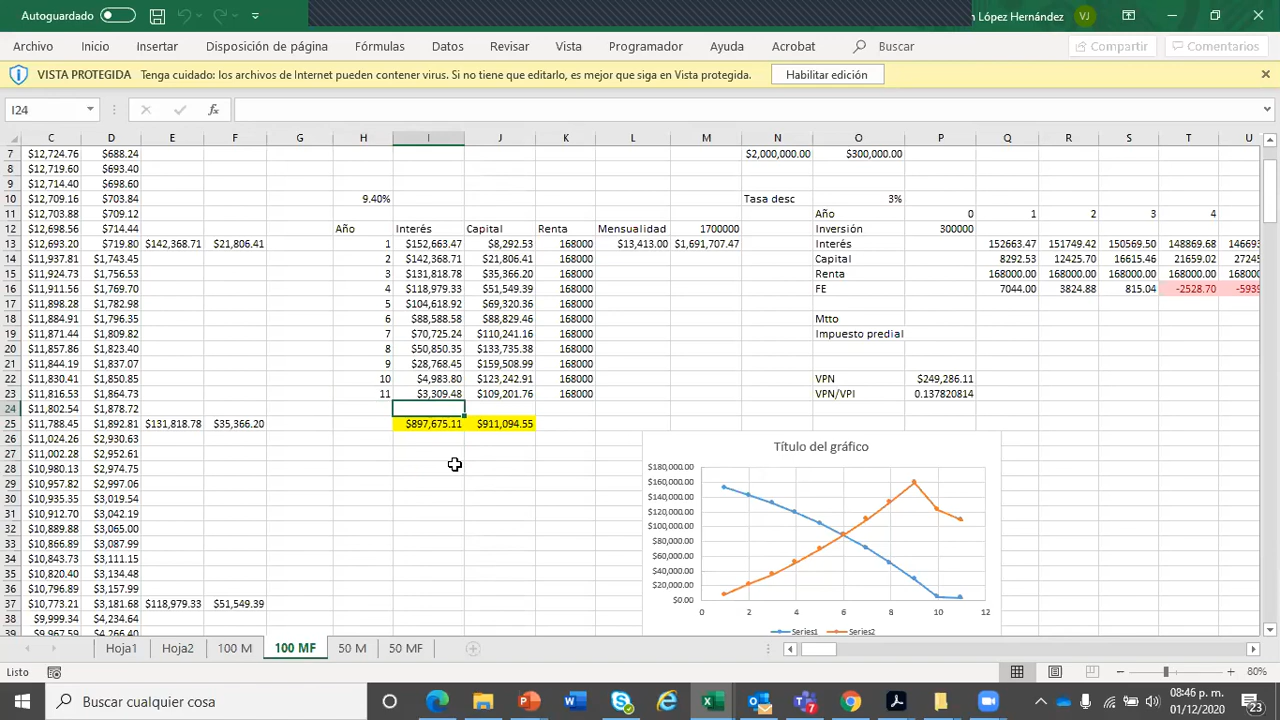 Autoguardado
n López Hernández VJ
Archivo Inicio Insertar Disposición de página Fórmulas Datos Revisar Vista Programador Ayuda Acrobat Buscar Compartir Comentarios
VISTA PROTEGIDA Tenga cuidado: los archivos de Internet pueden contener virus. Si no tiene que editarlo, es mejor que siga en Vista protegida. Habilitar edición
I24 fx
C D E F G H I J K L M N O P Q R S T U
7 $12,724.76 $688.24 $2,000,000.00 $300,000.00
8 $12,719.60 $693.40
9 $12,714.40 $698.60
10 $12,709.16 $703.84 9.40% Tasa desc 3%
11 $12,703.88 $709.12 Año 0 1 2 3 4
12 $12,698.56 $714.44 Año Interés Capital Renta Mensualidad 1700000 Inversión 300000
13 $12,693.20 $719.80 $142,368.71 $21,806.41 1 $152,663.47 $8,292.53 168000 $13,413.00 $1,691,707.47 Interés 152663.47 151749.42 150569.50 148869.68 146693
14 $11,937.81 $1,743.45 2 $142,368.71 $21,806.41 168000 Capital 8292.53 12425.70 16615.46 21659.02 27245
15 $11,924.73 $1,756.53 3 $131,818.78 $35,366.20 168000 Renta 168000.00 168000.00 168000.00 168000.00 168000
16 $11,911.56 $1,769.70 4 $118,979.33 $51,549.39 168000 FE 7044.00 3824.88 815.04 -2528.70 -5939
17 $11,898.28 $1,782.98 5 $104,618.92 $69,320.36 168000
18 $11,884.91 $1,796.35 6 $88,588.58 $88,829.46 168000 Mtto
19 $11,871.44 $1,809.82 7 $70,725.24 $110,241.16 168000 Impuesto predial
20 $11,857.86 $1,823.40 8 $50,850.35 $133,735.38 168000
21 $11,844.19 $1,837.07 9 $28,768.45 $159,508.99 168000
22 $11,830.41 $1,850.85 10 $4,983.80 $123,242.91 168000 VPN $249,286.11
23 $11,816.53 $1,864.73 11 $3,309.48 $109,201.76 168000 VPN/VPI 0.137820814
24 $11,802.54 $1,878.72
25 $11,788.45 $1,892.81 $131,818.78 $35,366.20 $897,675.11 $911,094.55
26 $11,024.26 $2,930.63
27 $11,002.28 $2,952.61
28 $10,980.13 $2,974.75
29 $10,957.82 $2,997.06
30 $10,935.35 $3,019.54
31 $10,912.70 $3,042.19
32 $10,889.88 $3,065.00
33 $10,866.89 $3,087.99
34 $10,843.73 $3,111.15
35 $10,820.40 $3,134.48
36 $10,796.89 $3,157.99
37 $10,773.21 $3,181.68 $118,979.33 $51,549.39
38 $9,999.34 $4,234.64
39 $9,967.59 $4,266.40
Título del gráfico
$180,000.00
$160,000.00
$140,000.00
$120,000.00
$100,000.00
$80,000.00
$60,000.00
$40,000.00
$20,000.00
$0.00
0 2 4 6 8 10 12
Series1 Series2
Hoja1 Hoja2 100 M 100 MF 50 M 50 MF
Listo 80%
Buscar cualquier cosa
08:46 p. m.
01/12/2020
23